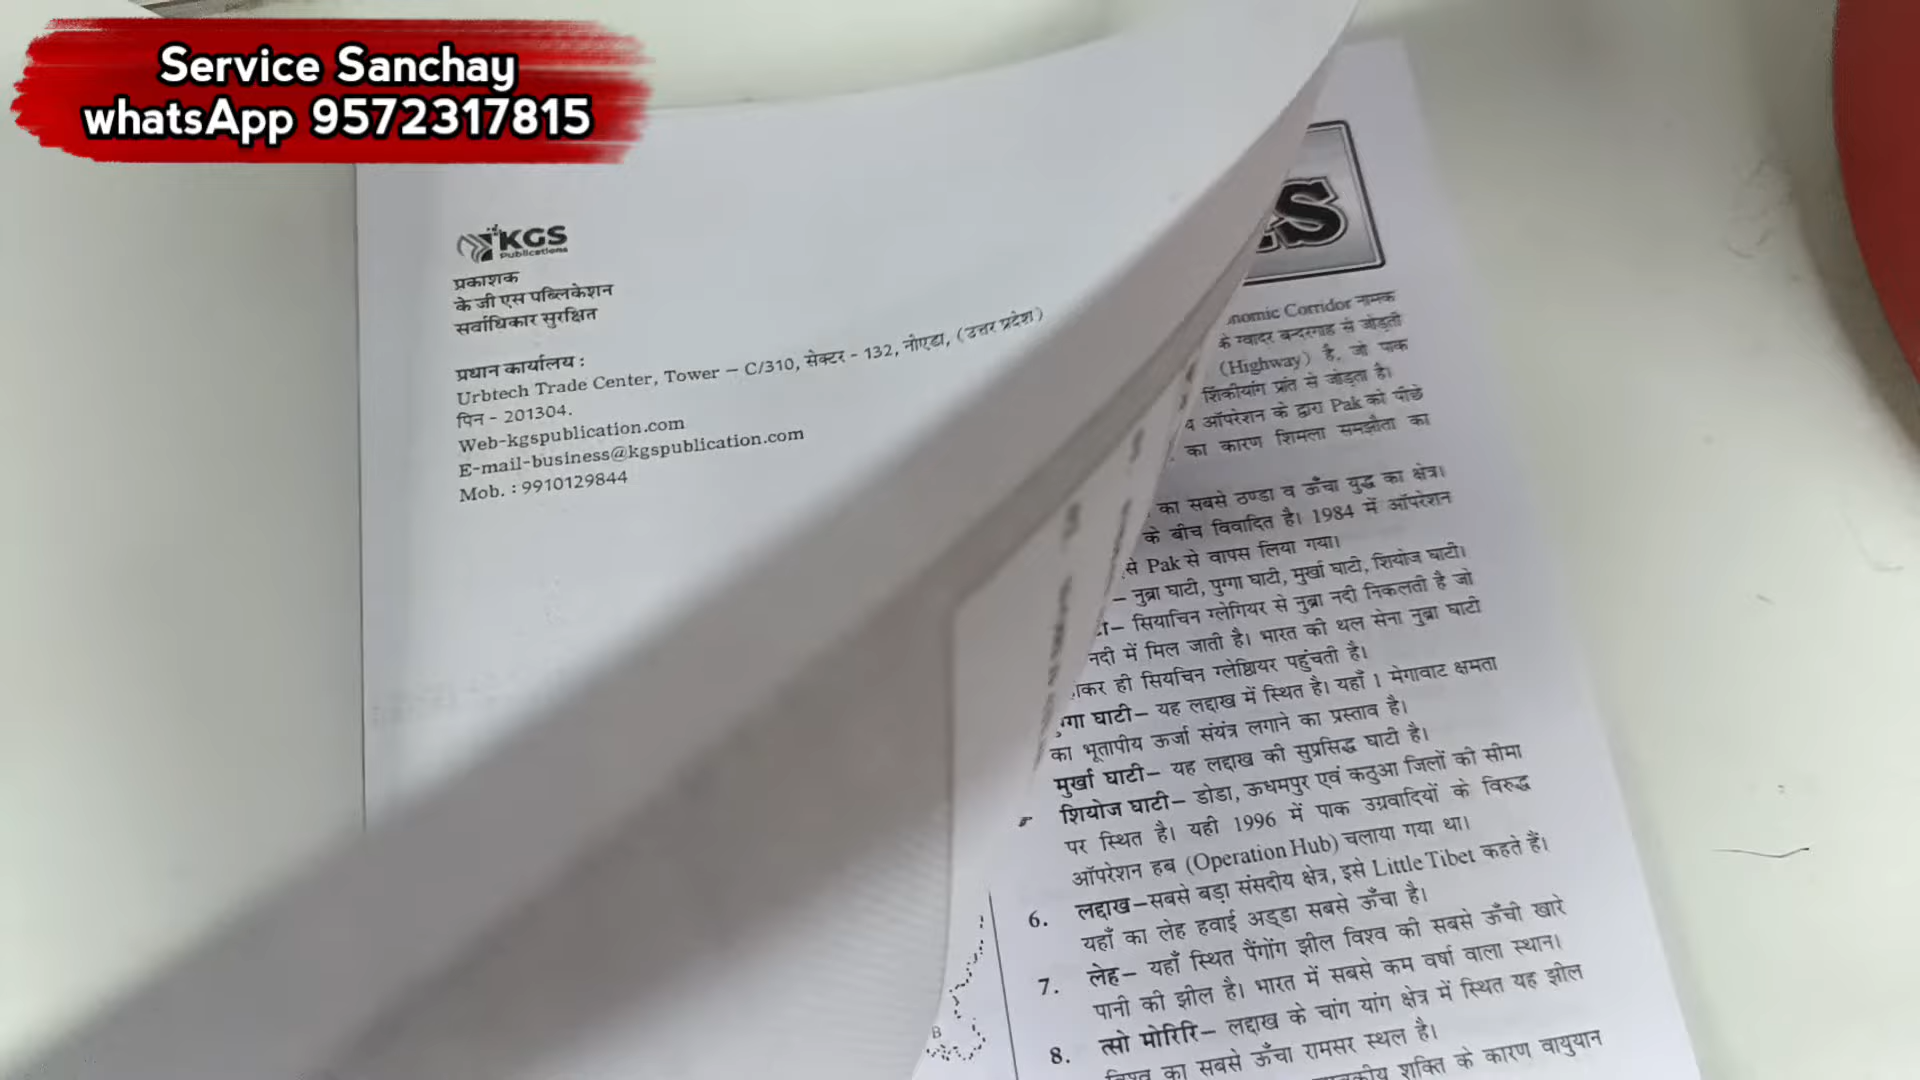 Service Sanchay
whatsApp 9572317815
KGS
Publications
प्रकाशक
के जी एस पब्लिकेशन
सर्वाधिकार सुरक्षित
प्रधान कार्यालय :
Urbtech Trade Center, Tower – C/310, सेक्टर - 132, नोएडा, (उत्तर प्रदेश)
पिन - 201304.
Web-kgspublication.com
E-mail-business@kgspublication.com
Mob. : 9910129844
Corridor नामक
के ग्वादर बन्दरगाह से जोड़ती
(Highway) है, जो पाक
शिंकीयांग प्रांत से जोड़ता है।
ऑपरेशन के द्वारा Pak को पीछे
का कारण शिमला समझौता का
का सबसे ठण्डा व ऊँचा युद्ध का क्षेत्र।
के बीच विवादित है। 1984 में ऑपरेशन
से Pak से वापस लिया गया।
– नुब्रा घाटी, पुग्गा घाटी, मुर्खा घाटी, शियोज घाटी।
– सियाचिन ग्लेगियर से नुब्रा नदी निकलती है जो
नदी में मिल जाती है। भारत की थल सेना नुब्रा घाटी
ही सियचिन ग्लेशियर पहुंचती है।
घाटी– यह लद्दाख में स्थित है। यहाँ 1 मेगावाट क्षमता
का भूतापीय ऊर्जा संयंत्र लगाने का प्रस्ताव है।
मुर्खा घाटी– यह लद्दाख की सुप्रसिद्ध घाटी है।
शियोज घाटी– डोडा, ऊधमपुर एवं कठुआ जिलों की सीमा
पर स्थित है। यही 1996 में पाक उग्रवादियों के विरुद्ध
ऑपरेशन हब (Operation Hub) चलाया गया था।
6. लद्दाख–सबसे बड़ा संसदीय क्षेत्र, इसे Little Tibet कहते हैं।
यहाँ का लेह हवाई अड्डा सबसे ऊँचा है।
7. लेह– यहाँ स्थित पैंगोंग झील विश्व की सबसे ऊँची खारे
पानी की झील है। भारत में सबसे कम वर्षा वाला स्थान।
8. त्सो मोरिरि– लद्दाख के चांग यांग क्षेत्र में स्थित यह झील
विश्व का सबसे ऊँचा रामसर स्थल है।
शक्ति के कारण वायुयान